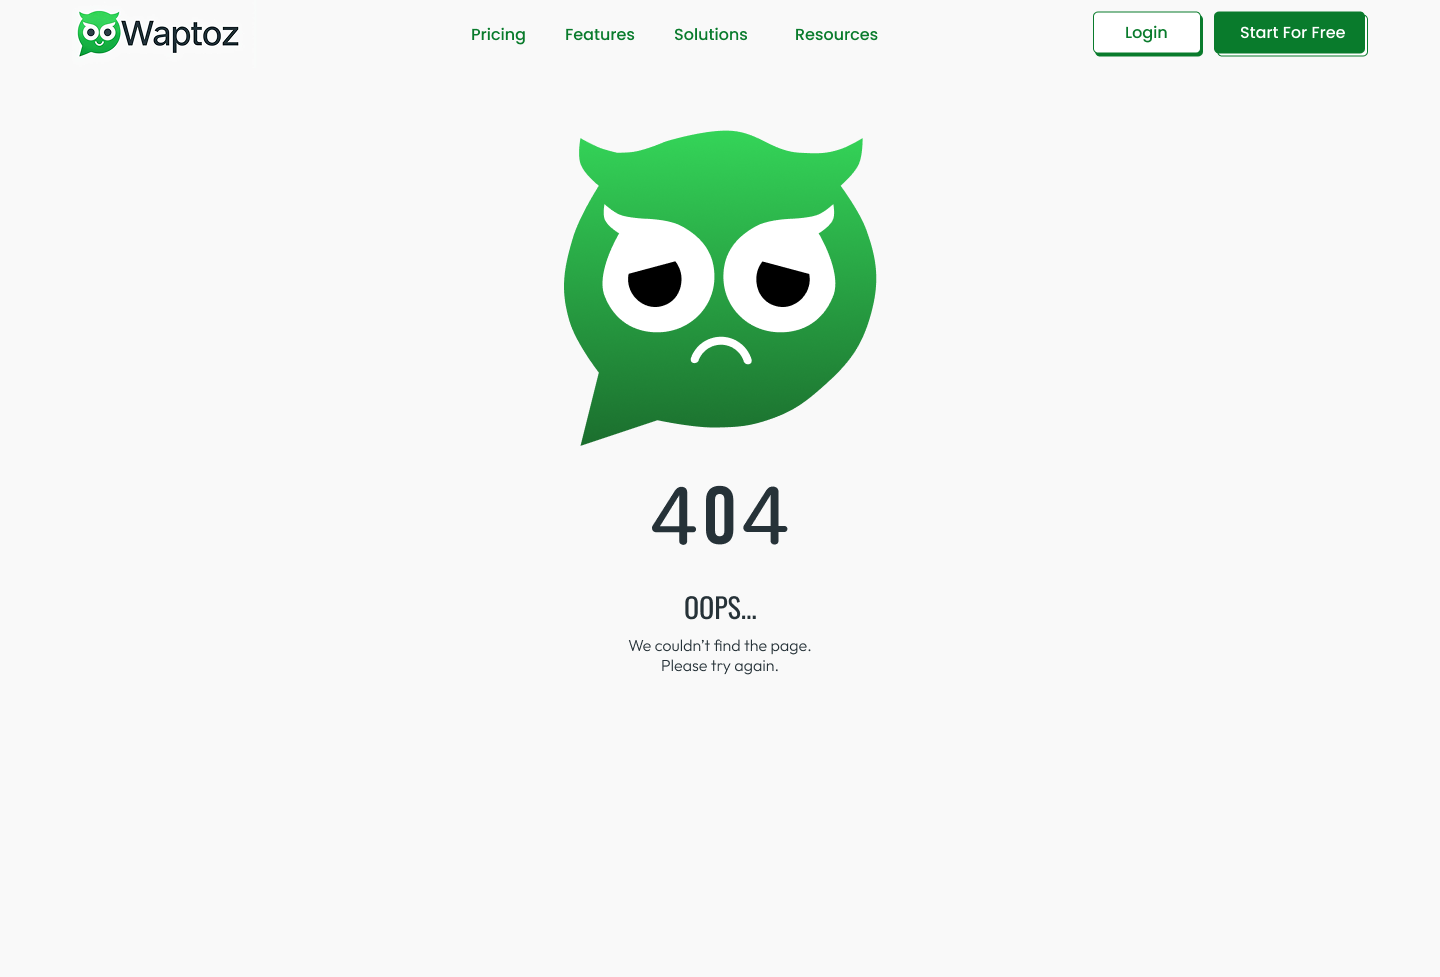 Waptoz
Pricing
Features
Solutions
Resources
Login
Start For Free
404
OOPS...
We couldn’t find the page.
Please try again.